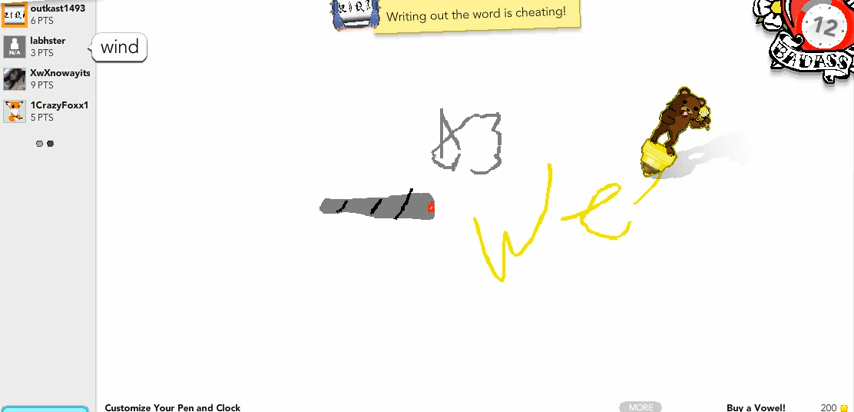 outkast1493
6 PTS
labhster
3 PTS
XwXnowayits
9 PTS
1CrazyFoxx1
5 PTS
N/A
wind
Writing out the word is cheating!
12
BADASS
we
Customize Your Pen and Clock
MORE
Buy a Vowel!
200